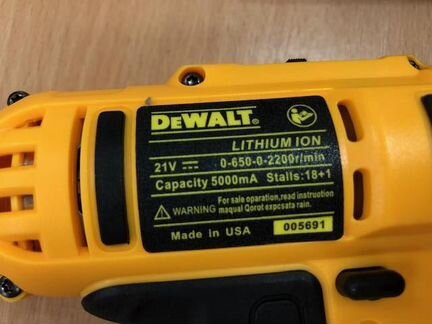 DEWALT
LITHIUM ION
21V 0-650-0-2200r/min
Capacity 5000mA Stalls:18+1
WARNING For sale oparation,read instruction
maqual Qorot expcsata rain.
Made In USA 005691